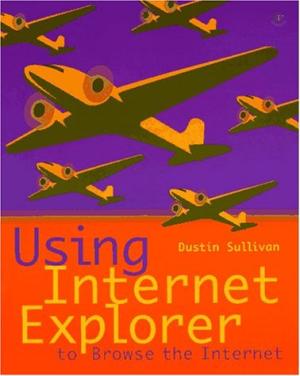 Using
Dustin Sullivan
Internet
Explorer
to Browse the Internet